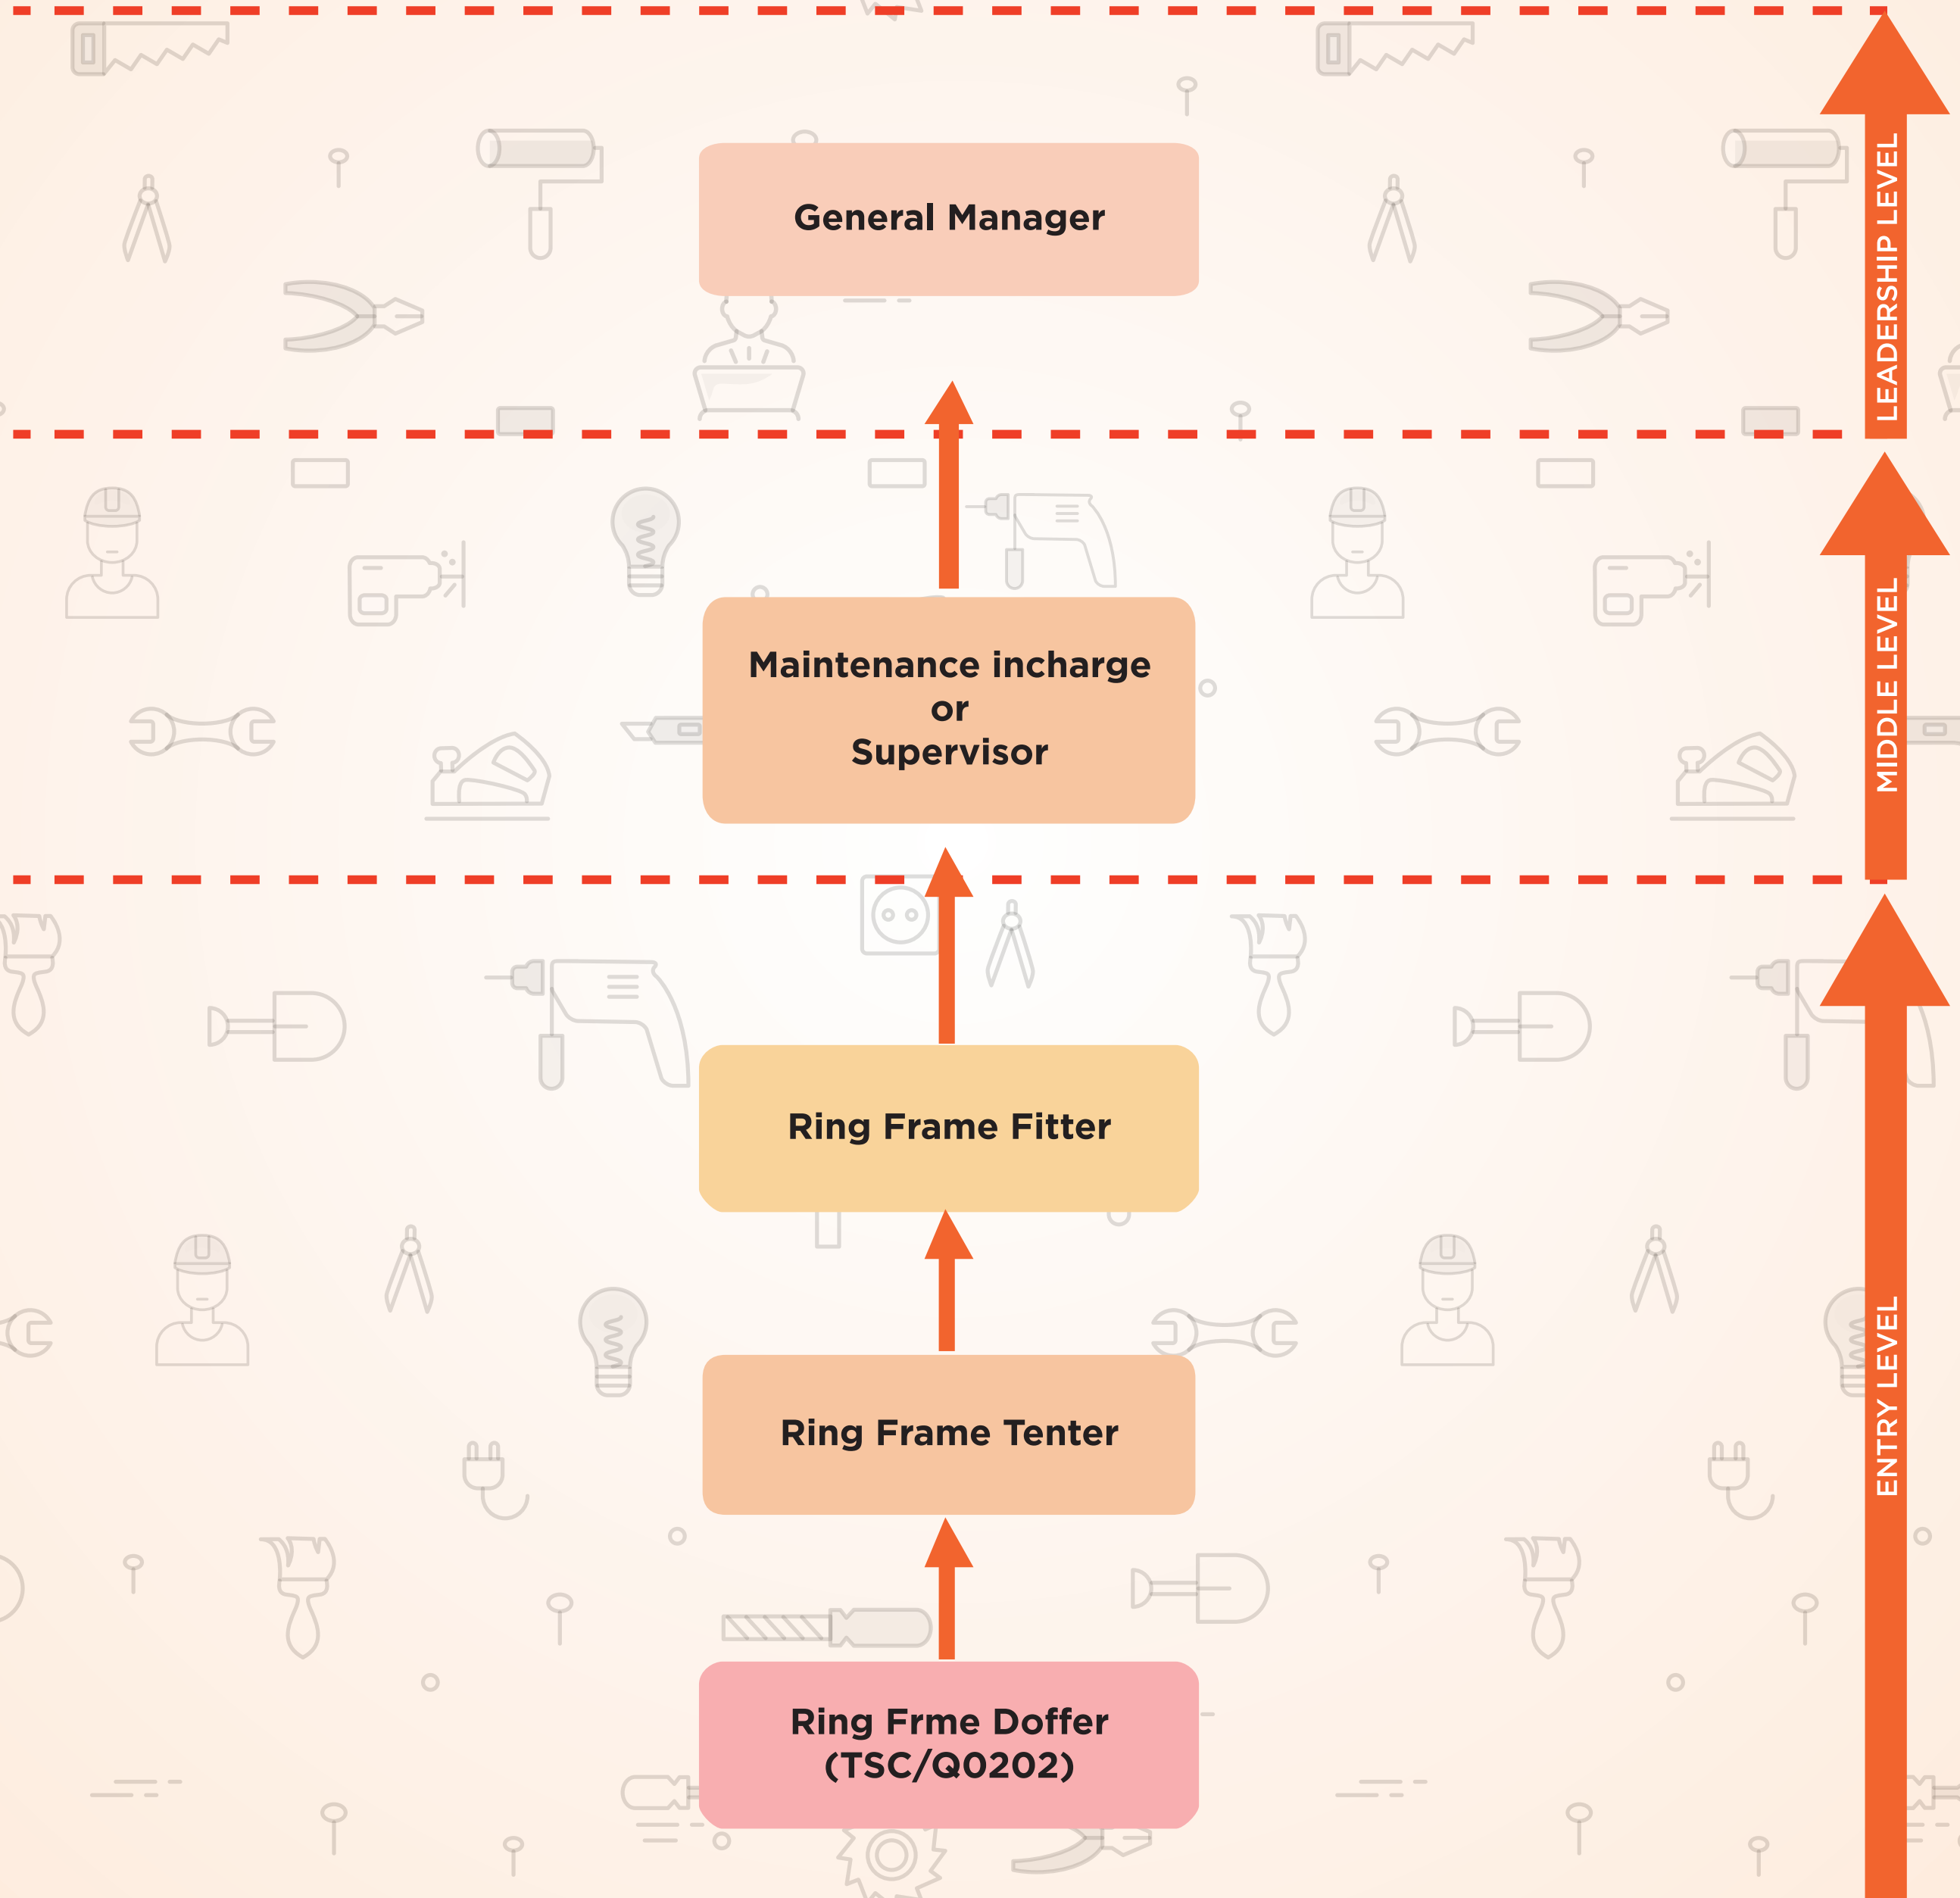 General Manager
LEADERSHIP LEVEL
Maintenance incharge
or
Supervisor
MIDDLE LEVEL
Ring Frame Fitter
Ring Frame Tenter
ENTRY LEVEL
Ring Frme Doffer
(TSC/Q0202)